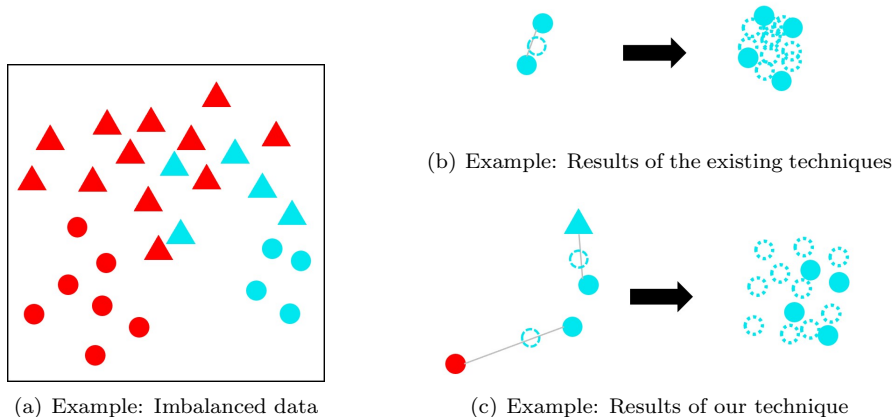 (a) Example: Imbalanced data
(b) Example: Results of the existing techniques
(c) Example: Results of our technique